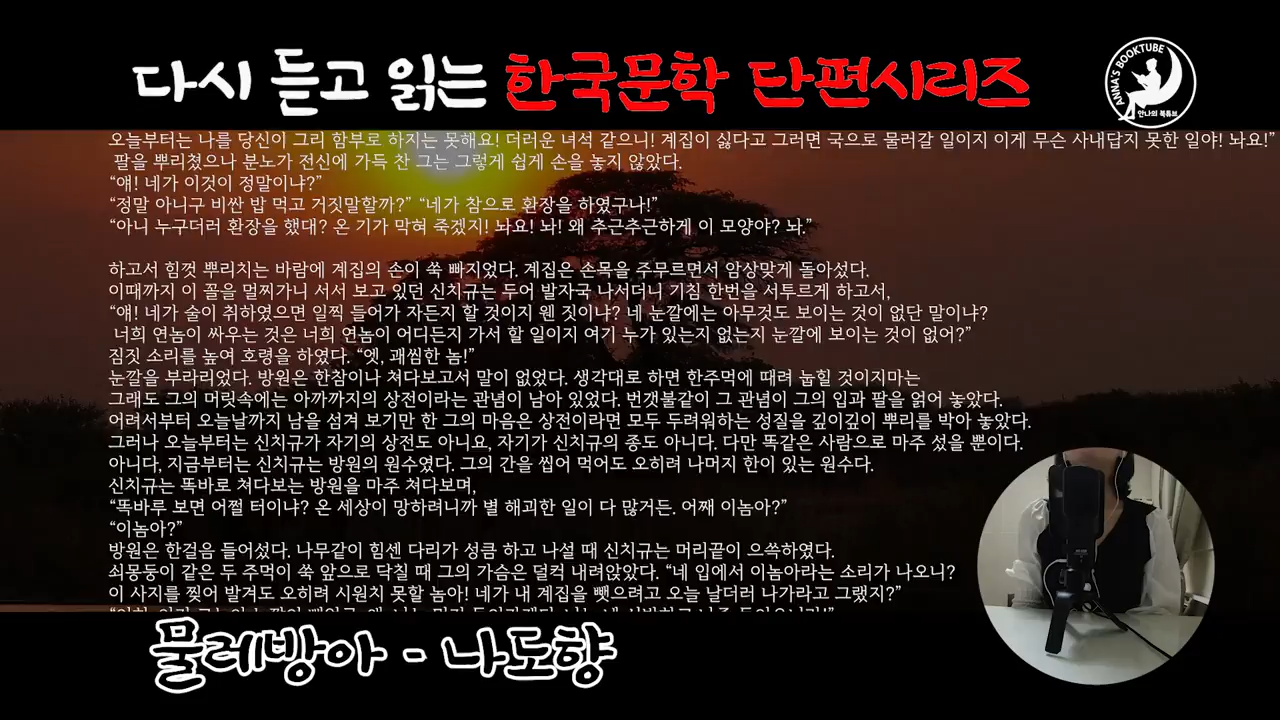 다시 듣고 읽는 한국문학 단편시리즈
ANNA'S BOOKTUBE
안나의 북튜브
오늘부터는 나를 당신이 그리 함부로 하지는 못해요! 더러운 녀석 같으니! 계집이 싫다고 그러면 국으로 물러갈 일이지 이게 무슨 사내답지 못한 일야! 놔요!”
팔을 뿌리쳤으나 분노가 전신에 가득 찬 그는 그렇게 쉽게 손을 놓지 않았다.
“얘! 네가 이것이 정말이냐?”
“정말 아니구 비싼 밥 먹고 거짓말할까?” “네가 참으로 환장을 하였구나!”
“아니 누구더러 환장을 했대? 온 기가 막혀 죽겠지! 놔요! 놔! 왜 추근추근하게 이 모양야? 놔.”
하고서 힘껏 뿌리치는 바람에 계집의 손이 쑥 빠지었다. 계집은 손목을 주무르면서 암상맞게 돌아섰다.
이때까지 이 꼴을 멀찌가니 서서 보고 있던 신치규는 두어 발자국 나서더니 기침 한번을 서투르게 하고서,
“얘! 네가 술이 취하였으면 일찍 들어가 자든지 할 것이지 웬 짓이냐? 네 눈깔에는 아무것도 보이는 것이 없단 말이냐?
너희 연놈이 싸우는 것은 너희 연놈이 어디든지 가서 할 일이지 여기 누가 있는지 없는지 눈깔에 보이는 것이 없어?”
짐짓 소리를 높여 호령을 하였다. “엣, 괘씸한 놈!”
눈깔을 부라리었다. 방원은 한참이나 쳐다보고서 말이 없었다. 생각대로 하면 한주먹에 때려 눕힐 것이지마는
그래도 그의 머릿속에는 아까까지의 상전이라는 관념이 남아 있었다. 번갯불같이 그 관념이 그의 입과 팔을 얽어 놓았다.
어려서부터 오늘날까지 남을 섬겨 보기만 한 그의 마음은 상전이라면 모두 두려워하는 성질을 깊이깊이 뿌리를 박아 놓았다.
그러나 오늘부터는 신치규가 자기의 상전도 아니요, 자기가 신치규의 종도 아니다. 다만 똑같은 사람으로 마주 섰을 뿐이다.
아니다, 지금부터는 신치규는 방원의 원수였다. 그의 간을 씹어 먹어도 오히려 나머지 한이 있는 원수다.
신치규는 똑바로 쳐다보는 방원을 마주 쳐다보며,
“똑바루 보면 어쩔 터이냐? 온 세상이 망하려니까 별 해괴한 일이 다 많거든. 어째 이놈아?”
“이놈아?”
방원은 한걸음 들어섰다. 나무같이 힘센 다리가 성큼 하고 나설 때 신치규는 머리끝이 으쓱하였다.
쇠몽둥이 같은 두 주먹이 쑥 앞으로 닥칠 때 그의 가슴은 덜컥 내려앉았다. “네 입에서 이놈아라는 소리가 나오니?
이 사지를 찢어 발겨도 오히려 시원치 못할 놈아! 네가 내 계집을 뺏으려고 오늘 날더러 나가라고 그랬지?”
물레방아 - 나도향